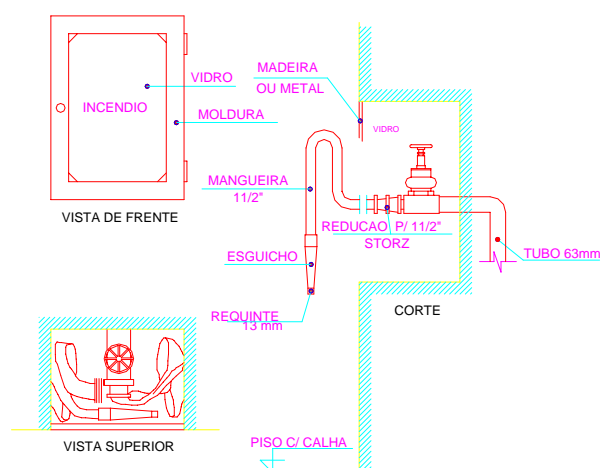 VIDRO
INCENDIO
MOLDURA
VISTA DE FRENTE
MADEIRA
OU METAL
VIDRO
MANGUEIRA
11/2"
REDUCAO P/ 11/2"
STORZ
TUBO 63mm
ESGUICHO
REQUINTE
13 mm
CORTE
VISTA SUPERIOR
PISO C/ CALHA